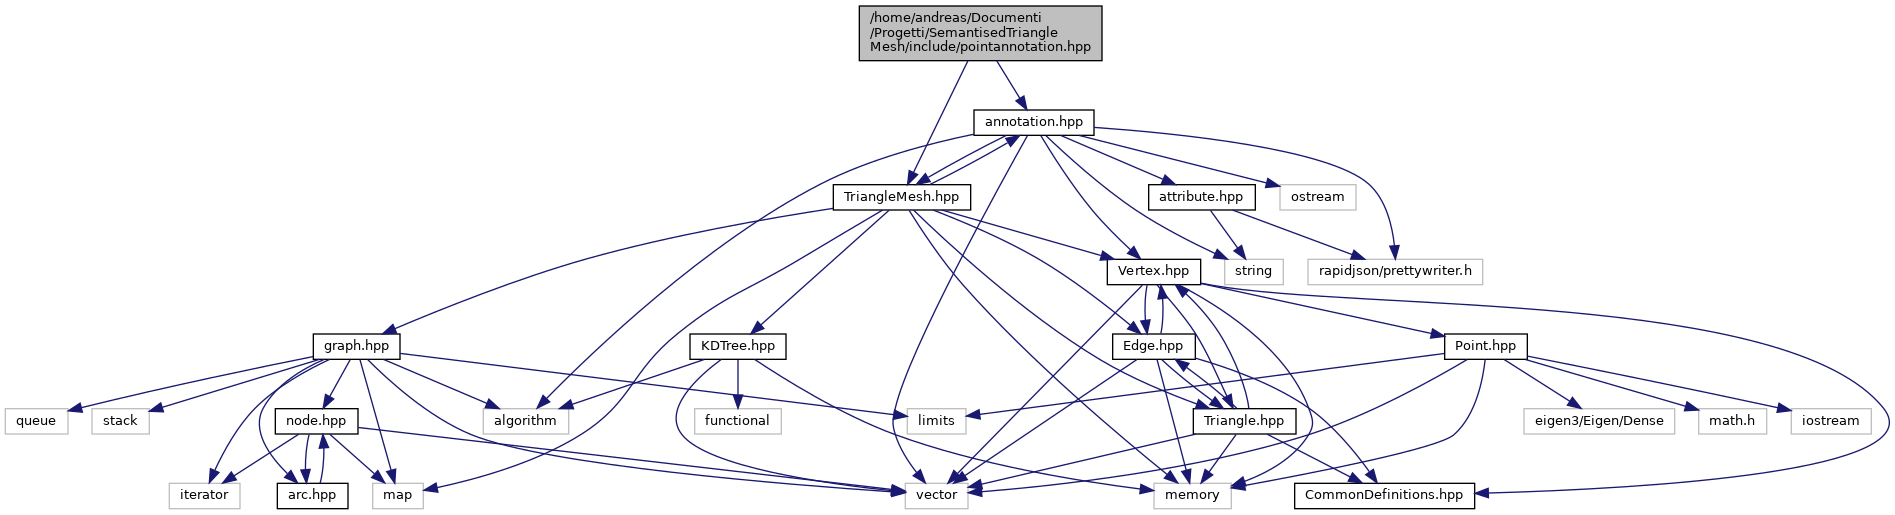 /home/andreas/Documenti
/Progetti/SemantisedTriangle
Mesh/include/pointannotation.hpp
annotation.hpp
TriangleMesh.hpp
attribute.hpp
ostream
Vertex.hpp
string
rapidjson/prettywriter.h
graph.hpp
KDTree.hpp
Edge.hpp
Point.hpp
queue
stack
node.hpp
algorithm
functional
limits
Triangle.hpp
eigen3/Eigen/Dense
math.h
iostream
iterator
arc.hpp
map
vector
memory
CommonDefinitions.hpp